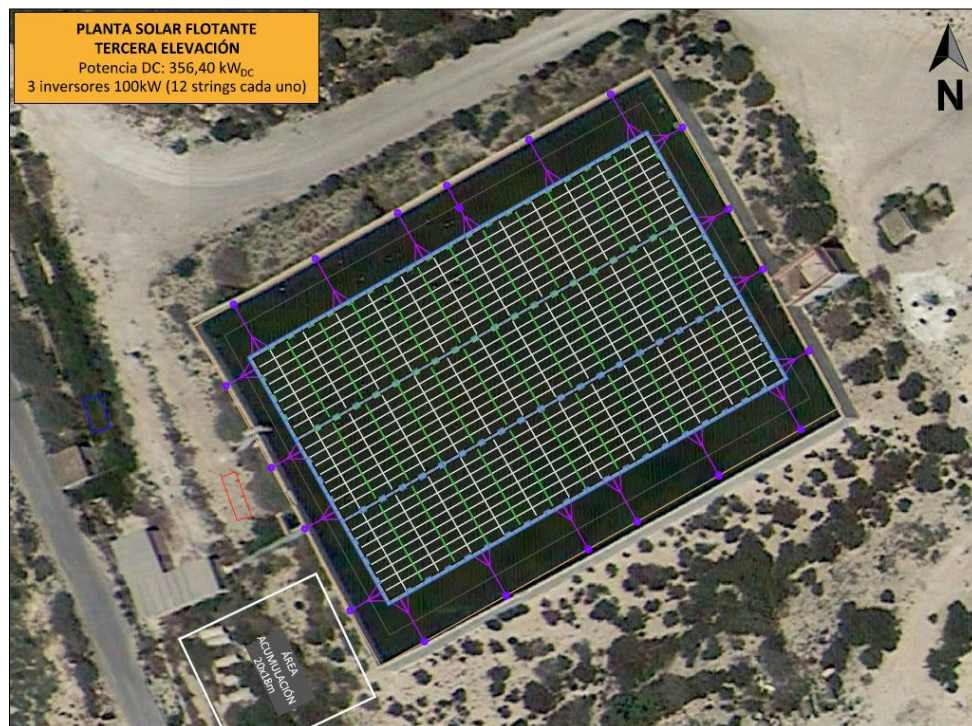 PLANTA SOLAR FLOTANTE
TERCERA ELEVACIÓN
Potencia DC: 356,40 kWDC
3 inversores 100kW (12 strings cada uno)
N
ÁREA
ACUMULACIÓN
20x18m